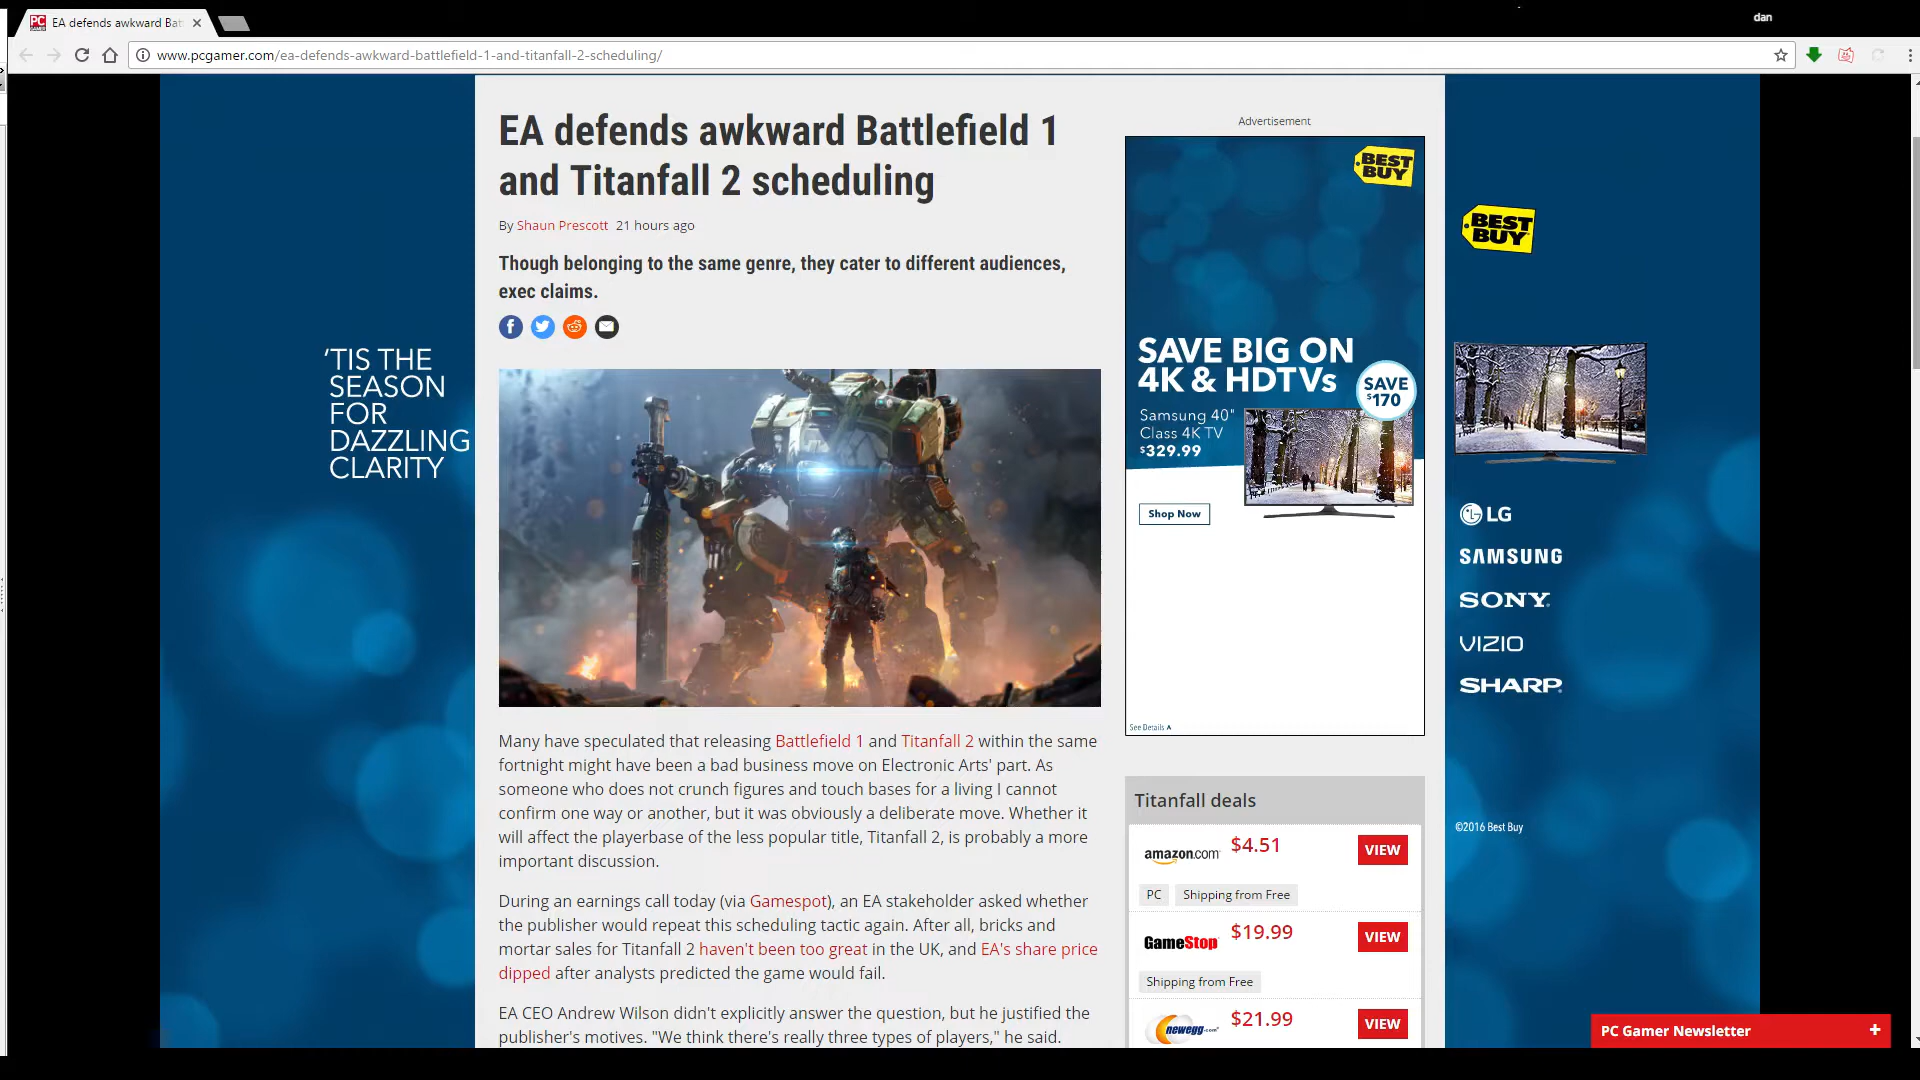 EA defends awkward Bat
dan
www.pcgamer.com/ea-defends-awkward-battlefield-1-and-titanfall-2-scheduling/
EA defends awkward Battlefield 1
and Titanfall 2 scheduling
By Shaun Prescott 21 hours ago
Though belonging to the same genre, they cater to different audiences,
exec claims.
Many have speculated that releasing Battlefield 1 and Titanfall 2 within the same
fortnight might have been a bad business move on Electronic Arts' part. As
someone who does not crunch figures and touch bases for a living I cannot
confirm one way or another, but it was obviously a deliberate move. Whether it
will affect the playerbase of the less popular title, Titanfall 2, is probably a more
important discussion.
During an earnings call today (via Gamespot), an EA stakeholder asked whether
the publisher would repeat this scheduling tactic again. After all, bricks and
mortar sales for Titanfall 2 haven't been too great in the UK, and EA's share price
dipped after analysts predicted the game would fail.
EA CEO Andrew Wilson didn't explicitly answer the question, but he justified the
publisher's motives. "We think there's really three types of players," he said.
'TIS THE
SEASON
FOR
DAZZLING
CLARITY
Advertisement
BEST
BUY
SAVE BIG ON
4K & HDTVs
SAVE
$170
Samsung 40"
Class 4K TV
$329.99
Shop Now
See Details
Titanfall deals
amazon.com $4.51 VIEW
PC Shipping from Free
GameStop $19.99 VIEW
Shipping from Free
newegg.com $21.99 VIEW
BEST
BUY
LG
SAMSUNG
SONY
VIZIO
SHARP
©2016 Best Buy
PC Gamer Newsletter +